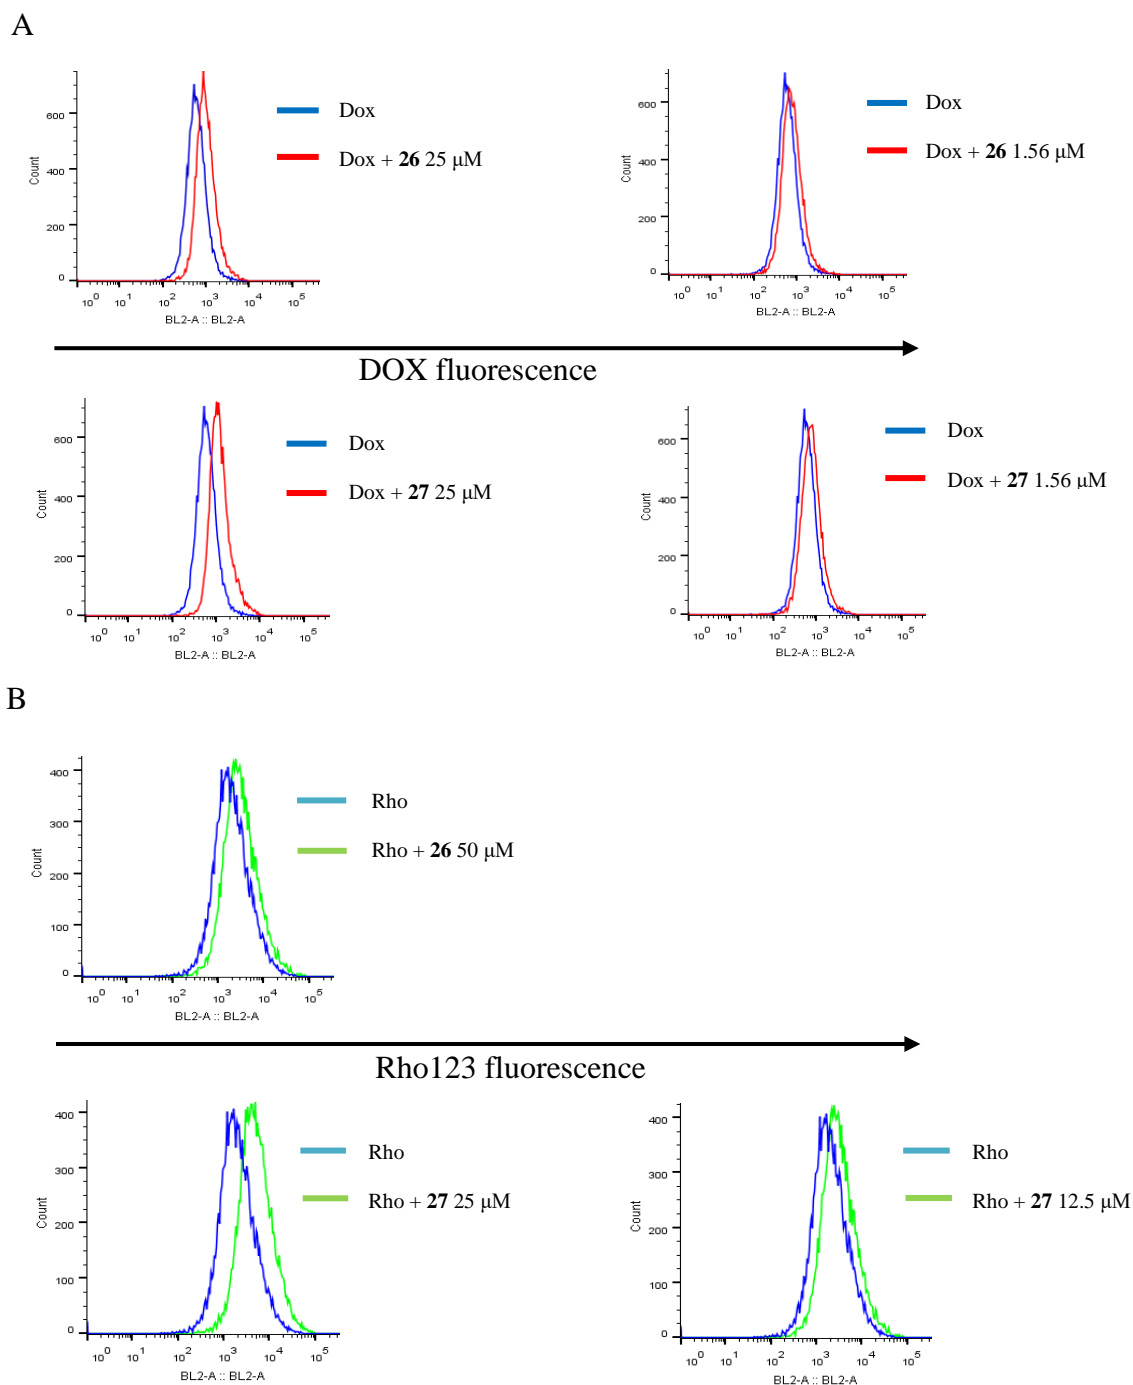 A
600
400
200
0
Count
10^0 10^1 10^2 10^3 10^4 10^5
BL2-A :: BL2-A
Dox
Dox + 26 25 μM
600
400
200
0
Count
10^0 10^1 10^2 10^3 10^4 10^5
BL2-A :: BL2-A
Dox
Dox + 26 1.56 μM
DOX fluorescence
600
400
200
0
Count
10^0 10^1 10^2 10^3 10^4 10^5
BL2-A :: BL2-A
Dox
Dox + 27 25 μM
600
400
200
0
Count
10^0 10^1 10^2 10^3 10^4 10^5
BL2-A :: BL2-A
Dox
Dox + 27 1.56 μM
B
400
300
200
100
0
Count
10^0 10^1 10^2 10^3 10^4 10^5
BL2-A :: BL2-A
Rho
Rho + 26 50 μM
Rho123 fluorescence
400
300
200
100
0
Count
10^0 10^1 10^2 10^3 10^4 10^5
BL2-A :: BL2-A
Rho
Rho + 27 25 μM
400
300
200
100
0
Count
10^0 10^1 10^2 10^3 10^4 10^5
BL2-A :: BL2-A
Rho
Rho + 27 12.5 μM